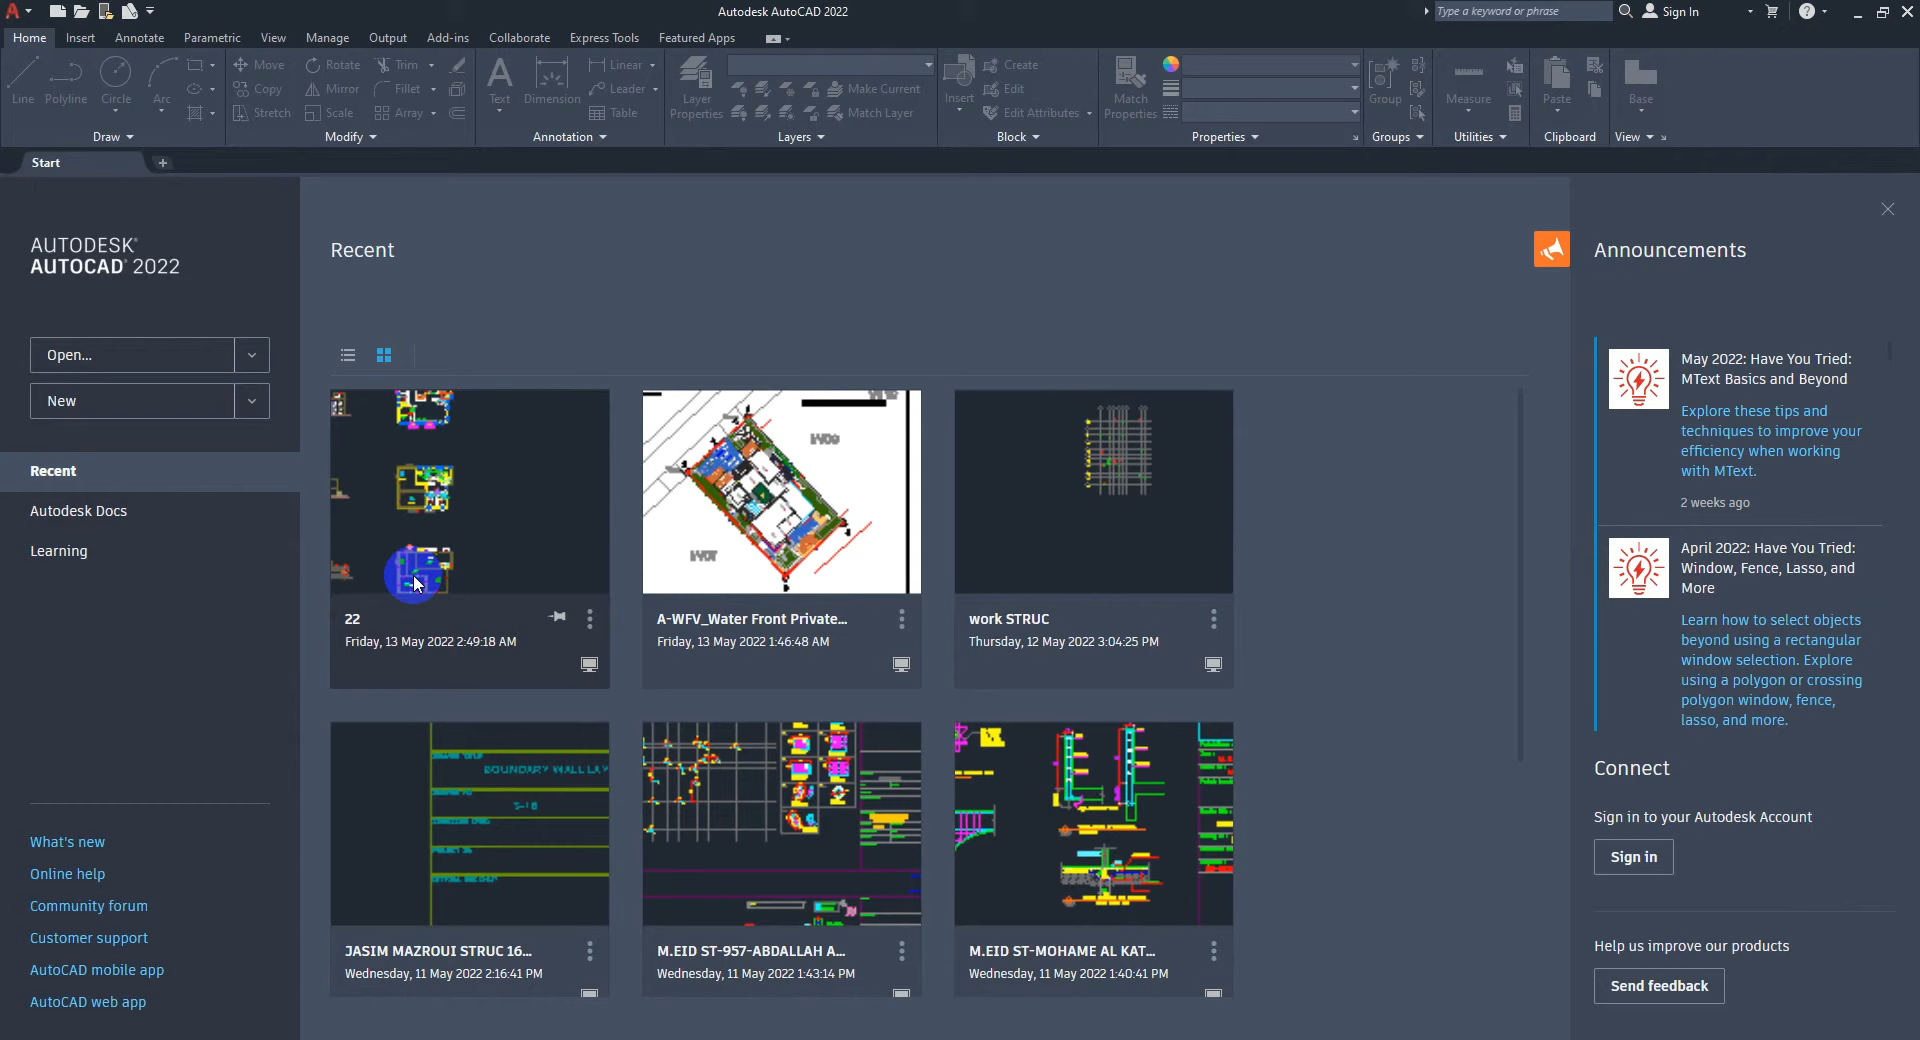 Autodesk AutoCAD 2022
Type a keyword or phrase
Sign In
Home
Insert
Annotate
Parametric
View
Manage
Output
Add-ins
Collaborate
Express Tools
Featured Apps
Line
Polyline
Circle
Arc
Move
Rotate
Trim
Copy
Mirror
Fillet
Stretch
Scale
Array
Text
Dimension
Linear
Leader
Table
Layer
Properties
Make Current
Match Layer
Insert
Create
Edit
Edit Attributes
Match
Properties
Group
Measure
Paste
Base
Draw
Modify
Annotation
Layers
Block
Properties
Groups
Utilities
Clipboard
View
Start
AUTODESK®
AUTOCAD® 2022
Open...
New
Recent
Autodesk Docs
Learning
What's new
Online help
Community forum
Customer support
AutoCAD mobile app
AutoCAD web app
Recent
22
Friday, 13 May 2022 2:49:18 AM
A-WFV_Water Front Private...
Friday, 13 May 2022 1:46:48 AM
work STRUC
Thursday, 12 May 2022 3:04:25 PM
BOUNDARY WALL LAY
JASIM MAZROUI STRUC 16...
Wednesday, 11 May 2022 2:16:41 PM
M.EID ST-957-ABDALLAH A...
Wednesday, 11 May 2022 1:43:14 PM
M.EID ST-MOHAME AL KAT...
Wednesday, 11 May 2022 1:40:41 PM
Announcements
May 2022: Have You Tried:
MText Basics and Beyond
Explore these tips and
techniques to improve your
efficiency when working
with MText.
2 weeks ago
April 2022: Have You Tried:
Window, Fence, Lasso, and
More
Learn how to select objects
beyond using a rectangular
window selection. Explore
using a polygon or crossing
polygon window, fence,
lasso, and more.
Connect
Sign in to your Autodesk Account
Sign in
Help us improve our products
Send feedback